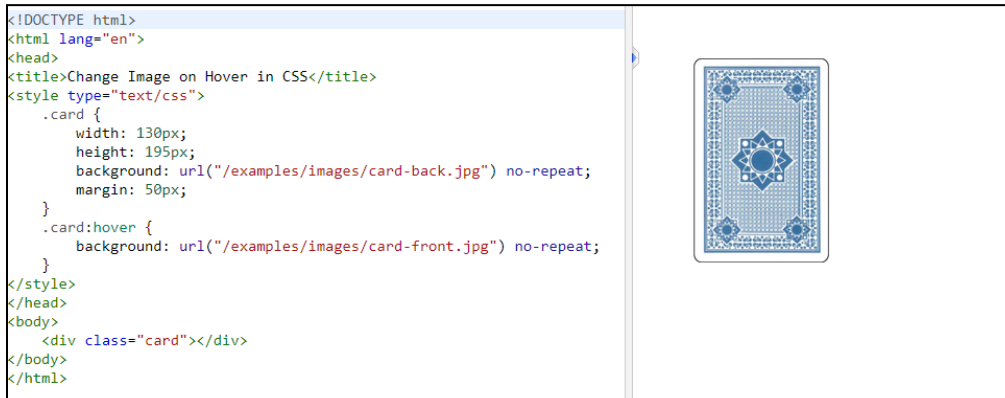 <!DOCTYPE html>
<html lang="en">
<head>
<title>Change Image on Hover in CSS</title>
<style type="text/css">
    .card {
        width: 130px;
        height: 195px;
        background: url("/examples/images/card-back.jpg") no-repeat;
        margin: 50px;
    }
    .card:hover {
        background: url("/examples/images/card-front.jpg") no-repeat;
    }
</style>
</head>
<body>
    <div class="card"></div>
</body>
</html>